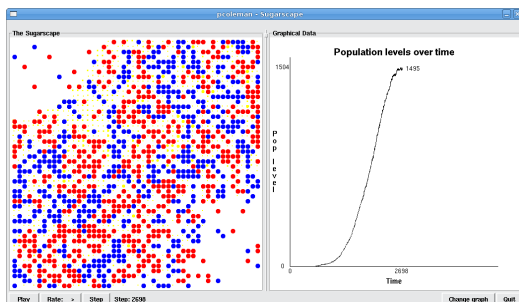 pcoleman - Sugarscape
The Sugarscape
Graphical Data
Population levels over time
1504
1495
Pop level
0
0
2698
Time
Play
Rate:
>
Step
Step: 2698
Change graph
Quit